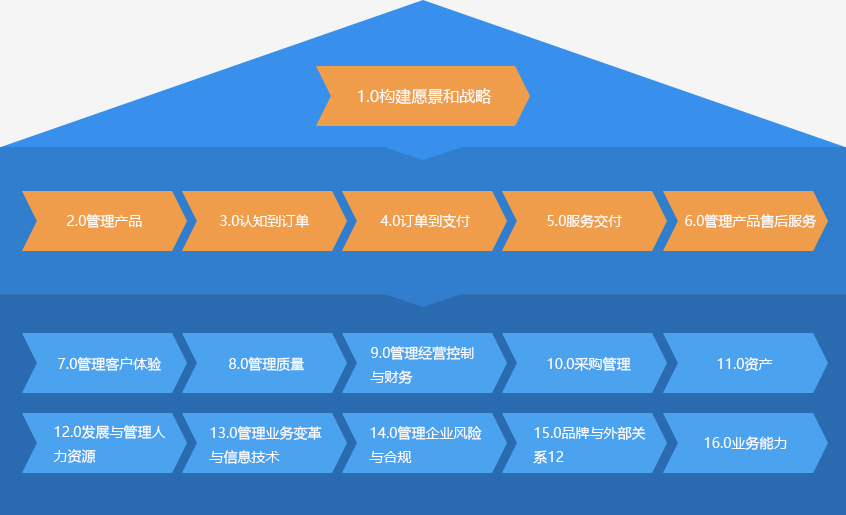 1.0构建愿景和战略
2.0管理产品
3.0认知到订单
4.0订单到支付
5.0服务交付
6.0管理产品售后服务
7.0管理客户体验
8.0管理质量
9.0管理经营控制
与财务
10.0采购管理
11.0资产
12.0发展与管理人
力资源
13.0管理业务变革
与信息技术
14.0管理企业风险
与合规
15.0品牌与外部关
系12
16.0业务能力